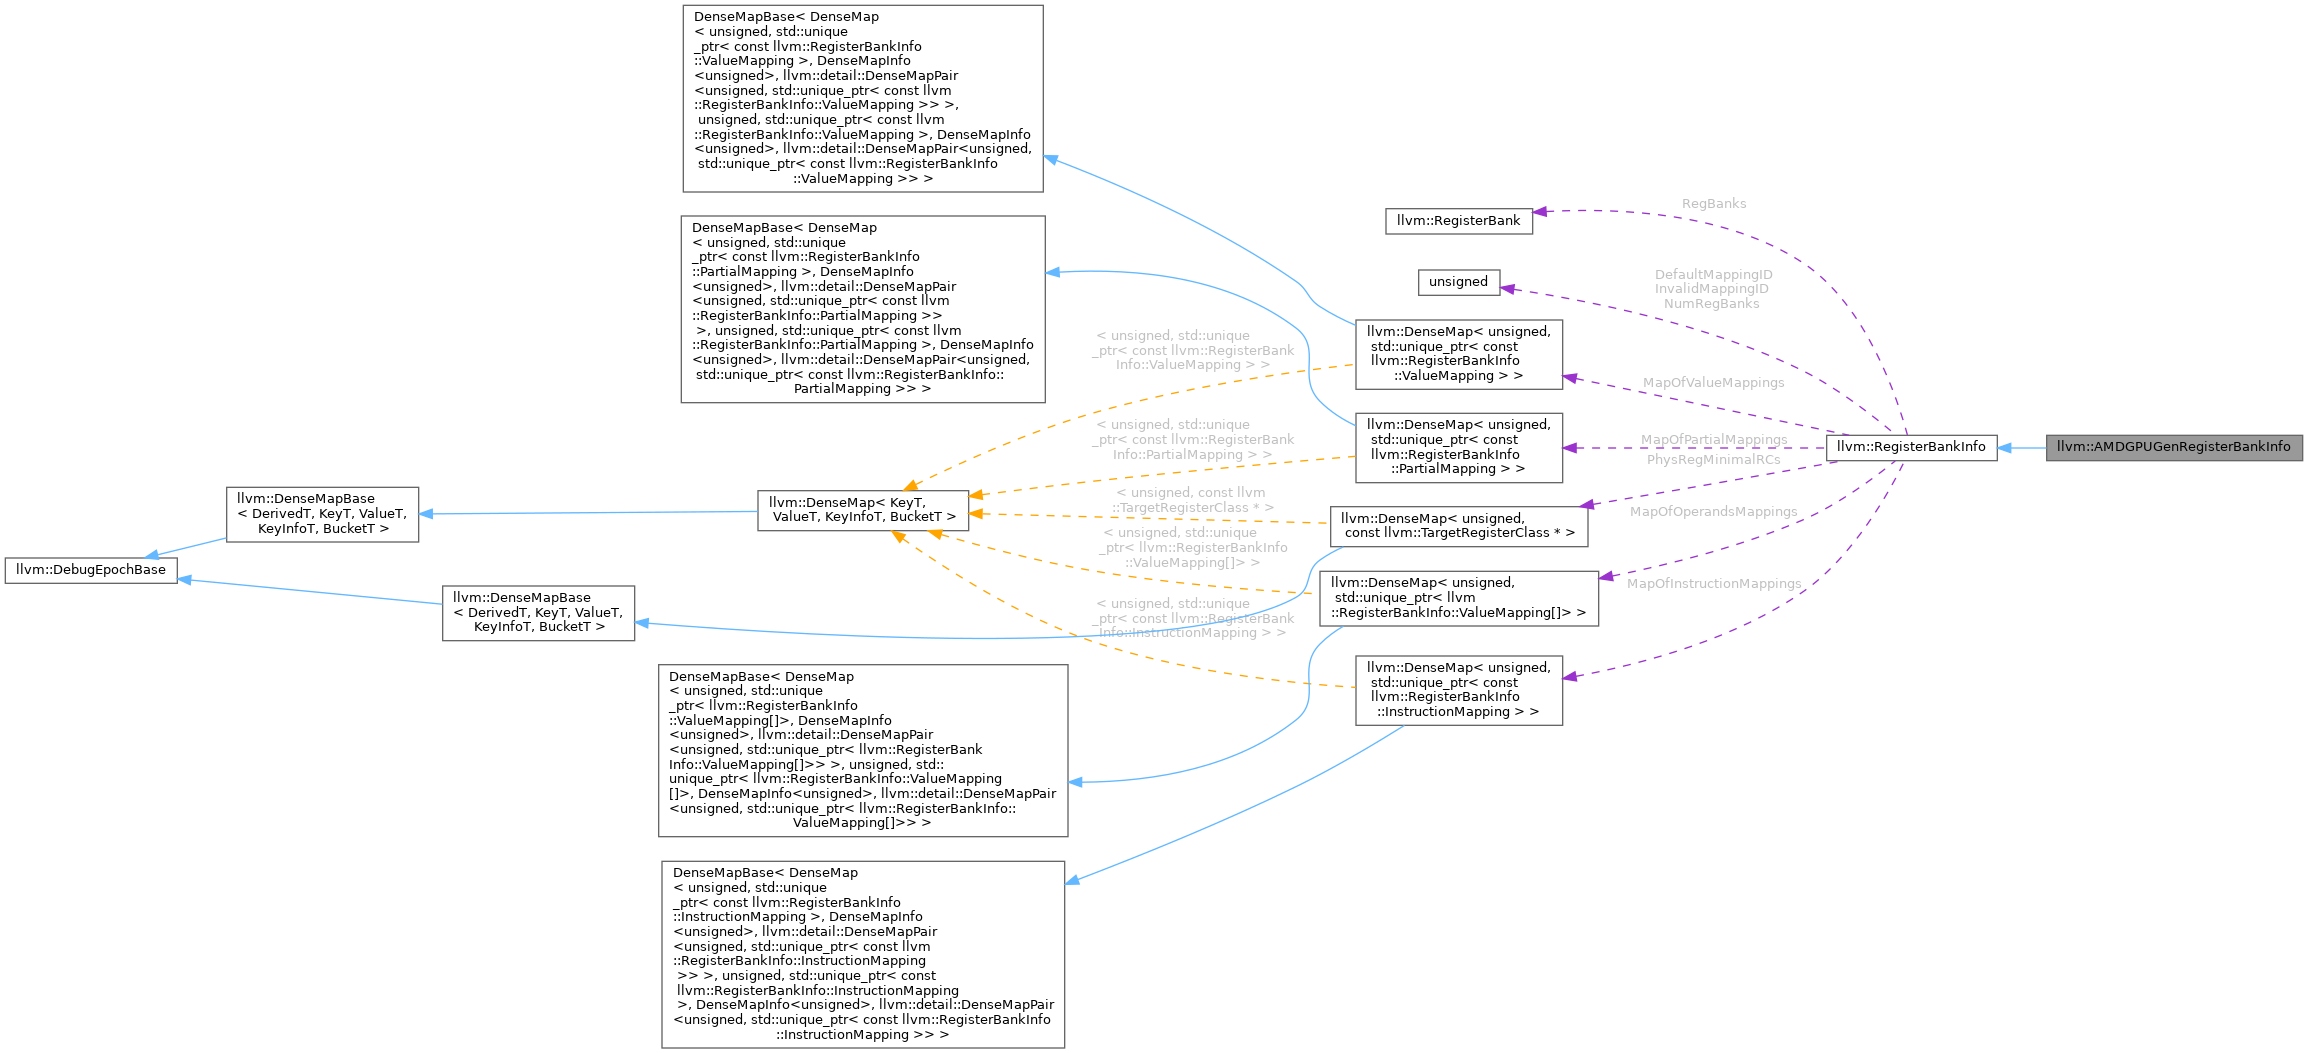 DenseMapBase< DenseMap
< unsigned, std::unique
_ptr< const llvm::RegisterBankInfo
::ValueMapping >, DenseMapInfo
<unsigned>, llvm::detail::DenseMapPair
<unsigned, std::unique_ptr< const llvm
::RegisterBankInfo::ValueMapping >> >,
unsigned, std::unique_ptr< const llvm
::RegisterBankInfo::ValueMapping >, DenseMapInfo
<unsigned>, llvm::detail::DenseMapPair<unsigned,
std::unique_ptr< const llvm::RegisterBankInfo
::ValueMapping >> >
DenseMapBase< DenseMap
< unsigned, std::unique
_ptr< const llvm::RegisterBankInfo
::PartialMapping >, DenseMapInfo
<unsigned>, llvm::detail::DenseMapPair
<unsigned, std::unique_ptr< const llvm
::RegisterBankInfo::PartialMapping >>
>, unsigned, std::unique_ptr< const llvm
::RegisterBankInfo::PartialMapping >, DenseMapInfo
<unsigned>, llvm::detail::DenseMapPair<unsigned,
std::unique_ptr< const llvm::RegisterBankInfo::
PartialMapping >> >
RegBanks
llvm::RegisterBank
DefaultMappingID
InvalidMappingID
NumRegBanks
unsigned
< unsigned, std::unique
_ptr< const llvm::RegisterBank
Info::ValueMapping > >
llvm::DenseMap< unsigned,
std::unique_ptr< const
llvm::RegisterBankInfo
::ValueMapping > >
MapOfValueMappings
< unsigned, std::unique
_ptr< const llvm::RegisterBank
Info::PartialMapping > >
llvm::DenseMap< unsigned,
std::unique_ptr< const
llvm::RegisterBankInfo
::PartialMapping > >
MapOfPartialMappings
PhysRegMinimalRCs
llvm::RegisterBankInfo
llvm::AMDGPUGenRegisterBankInfo
llvm::DenseMapBase
< DerivedT, KeyT, ValueT,
KeyInfoT, BucketT >
llvm::DenseMap< KeyT,
ValueT, KeyInfoT, BucketT >
< unsigned, const llvm
::TargetRegisterClass * >
llvm::DenseMap< unsigned,
const llvm::TargetRegisterClass * >
MapOfOperandsMappings
< unsigned, std::unique
_ptr< llvm::RegisterBankInfo
::ValueMapping[]> >
llvm::DebugEpochBase
llvm::DenseMapBase
< DerivedT, KeyT, ValueT,
KeyInfoT, BucketT >
llvm::DenseMap< unsigned,
std::unique_ptr< llvm
::RegisterBankInfo::ValueMapping[]> >
MapOfInstructionMappings
< unsigned, std::unique
_ptr< const llvm::RegisterBank
Info::InstructionMapping > >
llvm::DenseMap< unsigned,
std::unique_ptr< const
llvm::RegisterBankInfo
::InstructionMapping > >
DenseMapBase< DenseMap
< unsigned, std::unique
_ptr< llvm::RegisterBankInfo
::ValueMapping[]>, DenseMapInfo
<unsigned>, llvm::detail::DenseMapPair
<unsigned, std::unique_ptr< llvm::RegisterBank
Info::ValueMapping[]>> >, unsigned, std::
unique_ptr< llvm::RegisterBankInfo::ValueMapping
[]>, DenseMapInfo<unsigned>, llvm::detail::DenseMapPair
<unsigned, std::unique_ptr< llvm::RegisterBankInfo::
ValueMapping[]>> >
DenseMapBase< DenseMap
< unsigned, std::unique
_ptr< const llvm::RegisterBankInfo
::InstructionMapping >, DenseMapInfo
<unsigned>, llvm::detail::DenseMapPair
<unsigned, std::unique_ptr< const llvm
::RegisterBankInfo::InstructionMapping
>> >, unsigned, std::unique_ptr< const
llvm::RegisterBankInfo::InstructionMapping
>, DenseMapInfo<unsigned>, llvm::detail::DenseMapPair
<unsigned, std::unique_ptr< const llvm::RegisterBankInfo
::InstructionMapping >> >